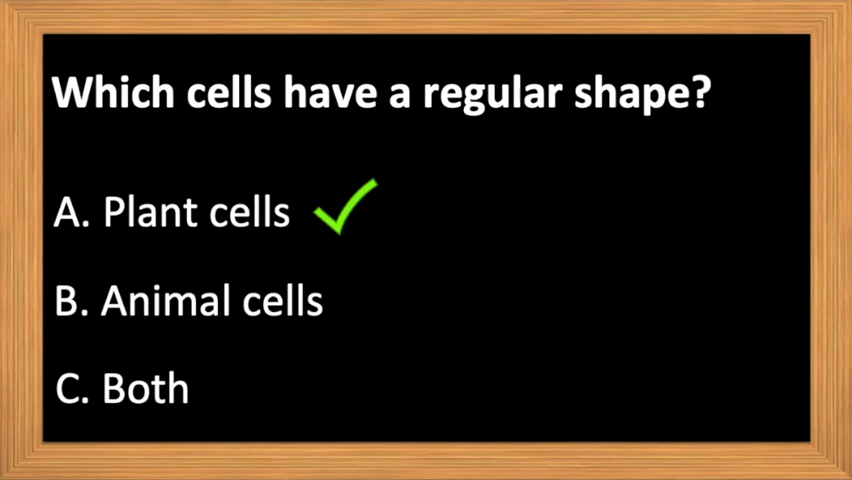 Which cells have a regular shape?
A. Plant cells
B. Animal cells
C. Both